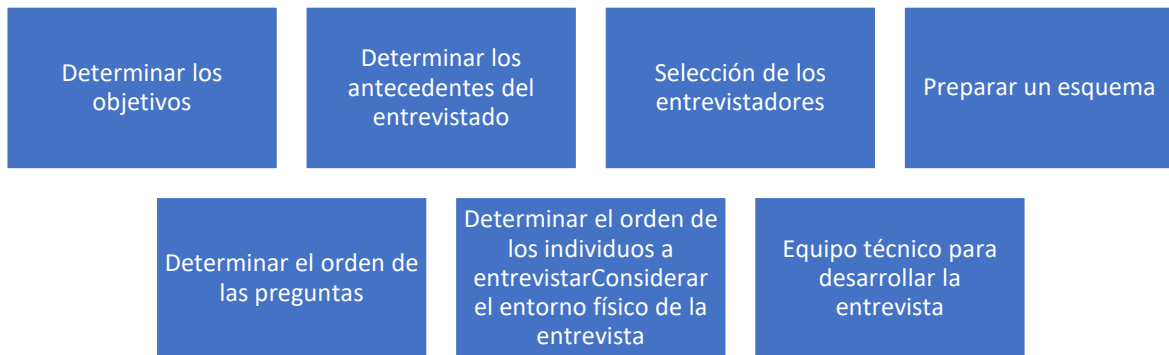 Determinar los
objetivos
Determinar los
antecedentes del
entrevistado
Selección de los
entrevistadores
Preparar un esquema
Determinar el orden de
las preguntas
Determinar el orden de
los individuos a
entrevistarConsiderar
el entorno físico de la
entrevista
Equipo técnico para
desarrollar la
entrevista